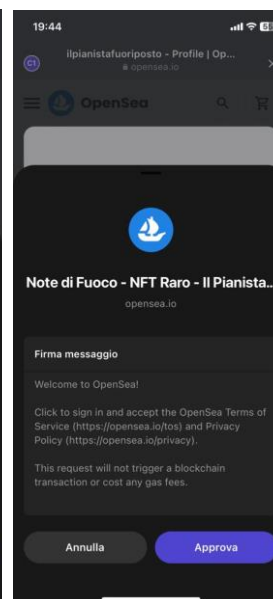 19:44
ilpianistafuoriposto - Profile | Op...
opensea.io
OpenSea
Note di Fuoco - NFT Raro - Il Pianista...
opensea.io
Firma messaggio
Welcome to OpenSea!
Click to sign in and accept the OpenSea Terms of
Service (https://opensea.io/tos) and Privacy
Policy (https://opensea.io/privacy).
This request will not trigger a blockchain
transaction or cost any gas fees.
Annulla
Approva